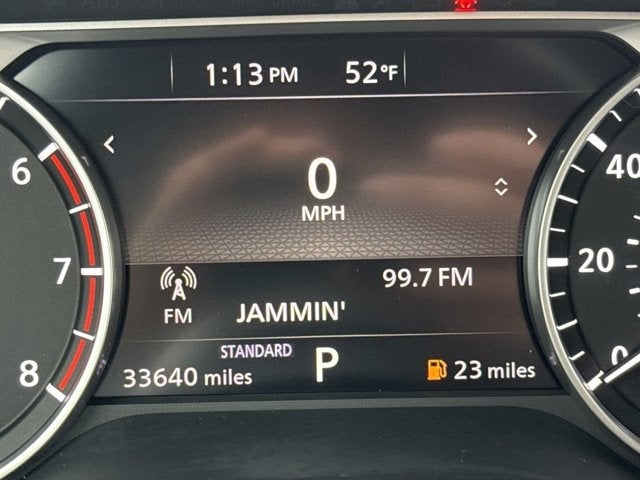 1:13 PM 52°F
6
40
0
MPH
7
20
99.7 FM
FM JAMMIN'
STANDARD
8
P
0
33640 miles
23 miles